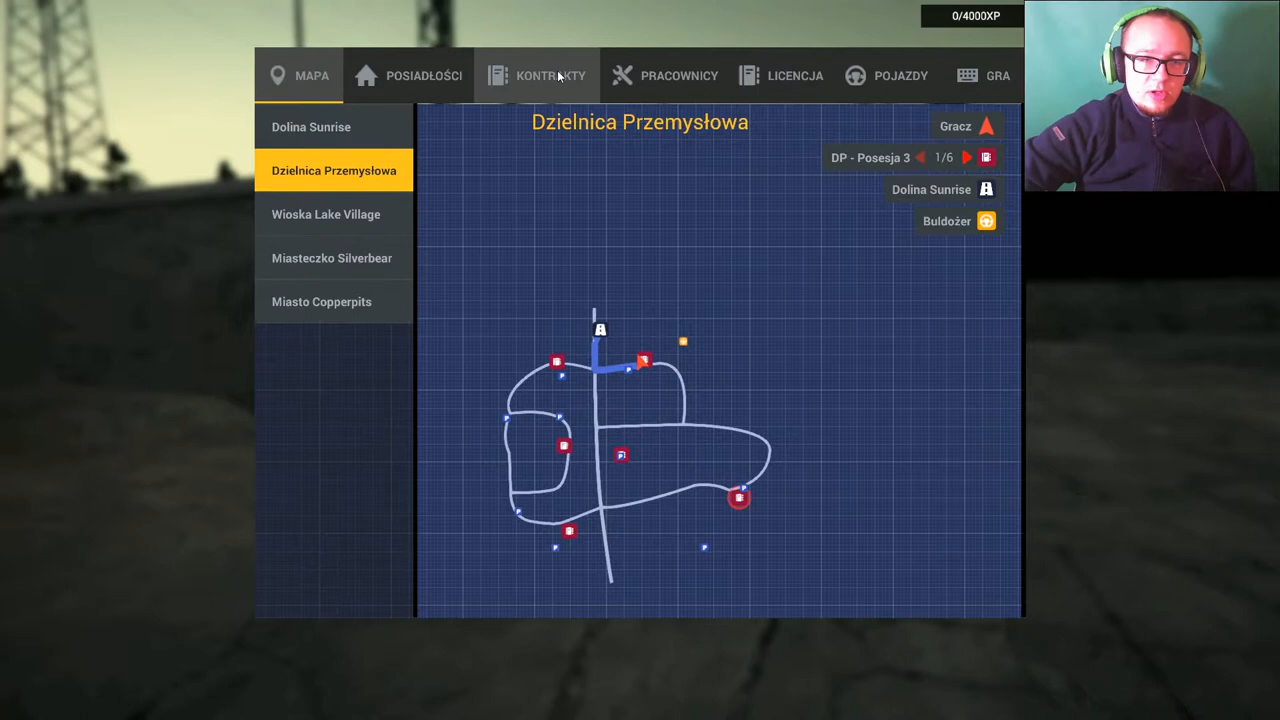 0/4000XP
MAPA POSIADŁOŚCI KONTRAKTY PRACOWNICY LICENCJA POJAZDY GRA
Dolina Sunrise
Dzielnica Przemysłowa
Wioska Lake Village
Miasteczko Silverbear
Miasto Copperpits
Dzielnica Przemysłowa
Gracz
DP - Posesja 3 1/6
Dolina Sunrise
Buldożer